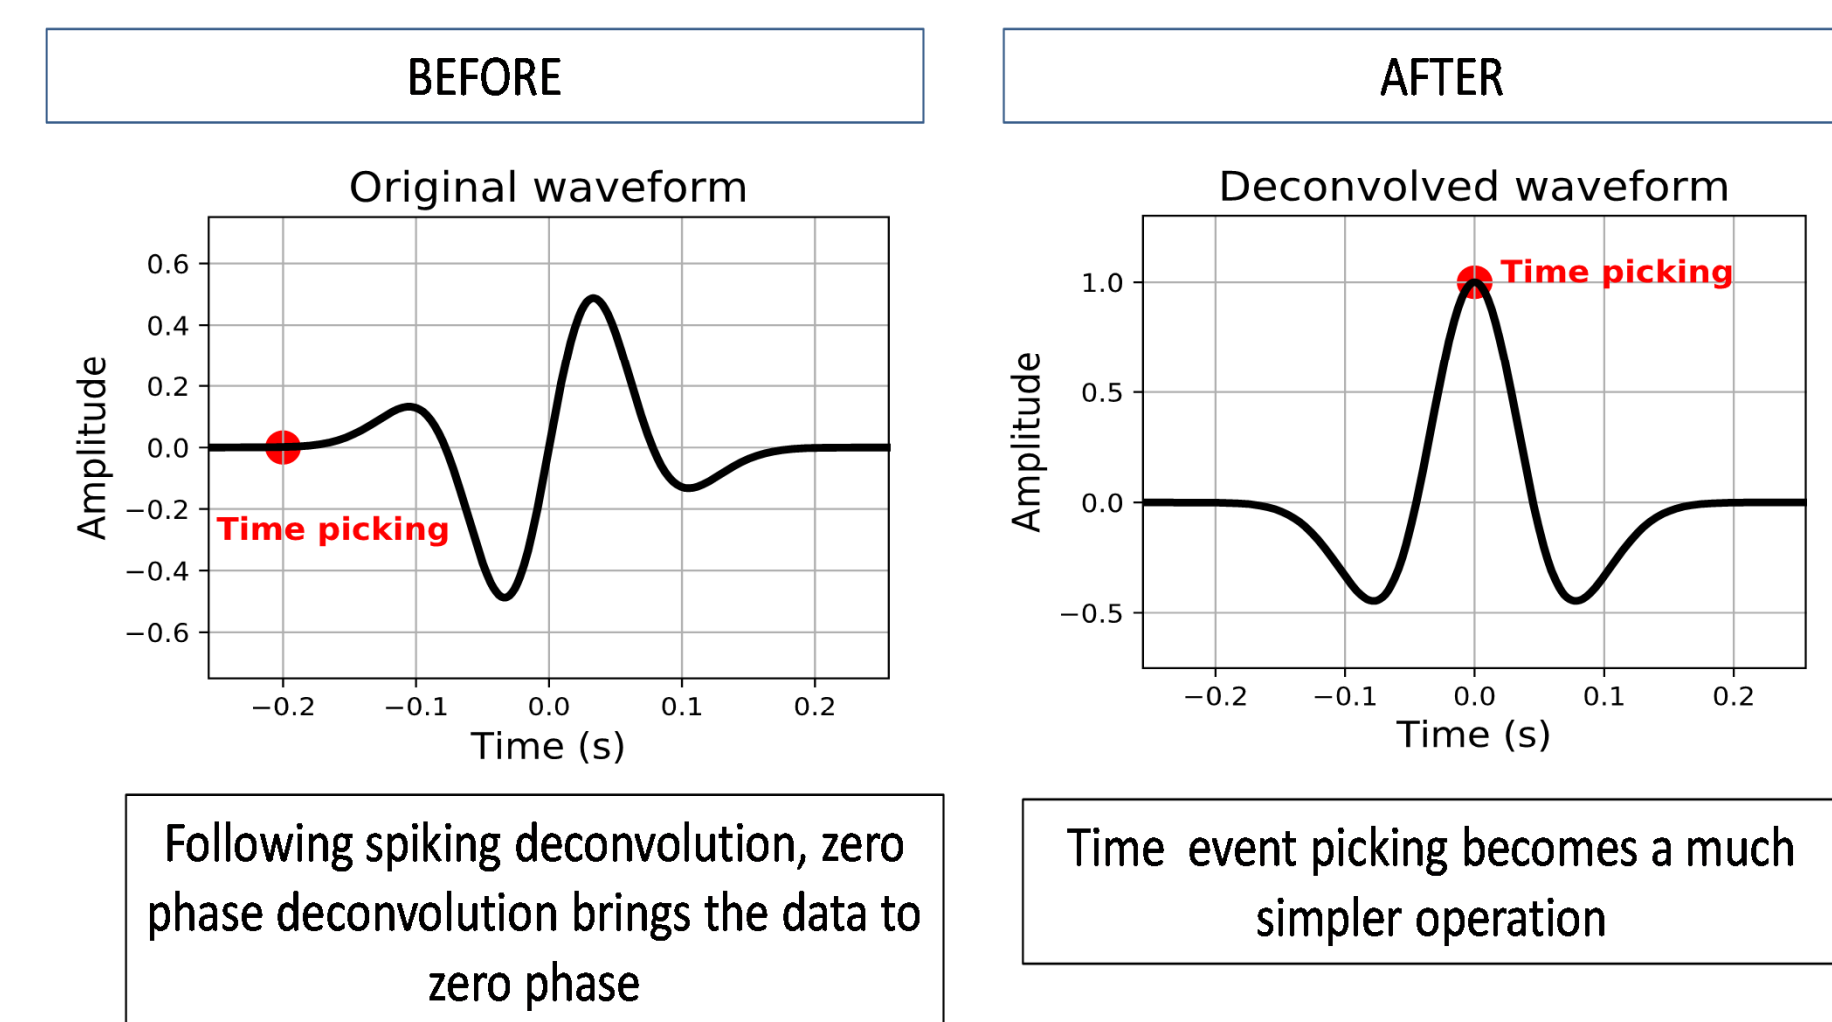 BEFORE
AFTER
Original waveform
0.6
0.4
0.2
0.0
−0.2
−0.4
−0.6
Amplitude
Time picking
−0.2
−0.1
0.0
0.1
0.2
Time (s)
Deconvolved waveform
1.0
0.5
0.0
−0.5
Amplitude
Time picking
−0.2
−0.1
0.0
0.1
0.2
Time (s)
Following spiking deconvolution, zero
phase deconvolution brings the data to
zero phase
Time event picking becomes a much
simpler operation